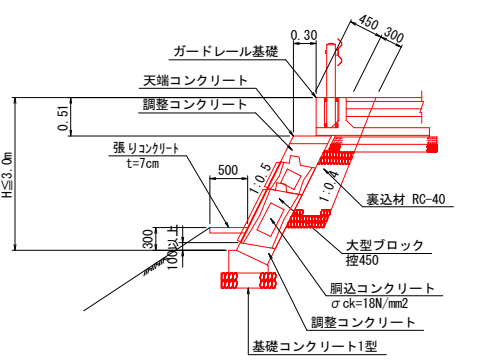 450
300
0.30
ガードレール基礎
天端コンクリート
調整コンクリート
0.51
H≦3.0m
張りコンクリート
t=7cm
500
1:0.5
1:0.4
裏込材 RC-40
300
100以上
大型ブロック
控450
胴込コンクリート
σck=18N/mm2
調整コンクリート
基礎コンクリート1型